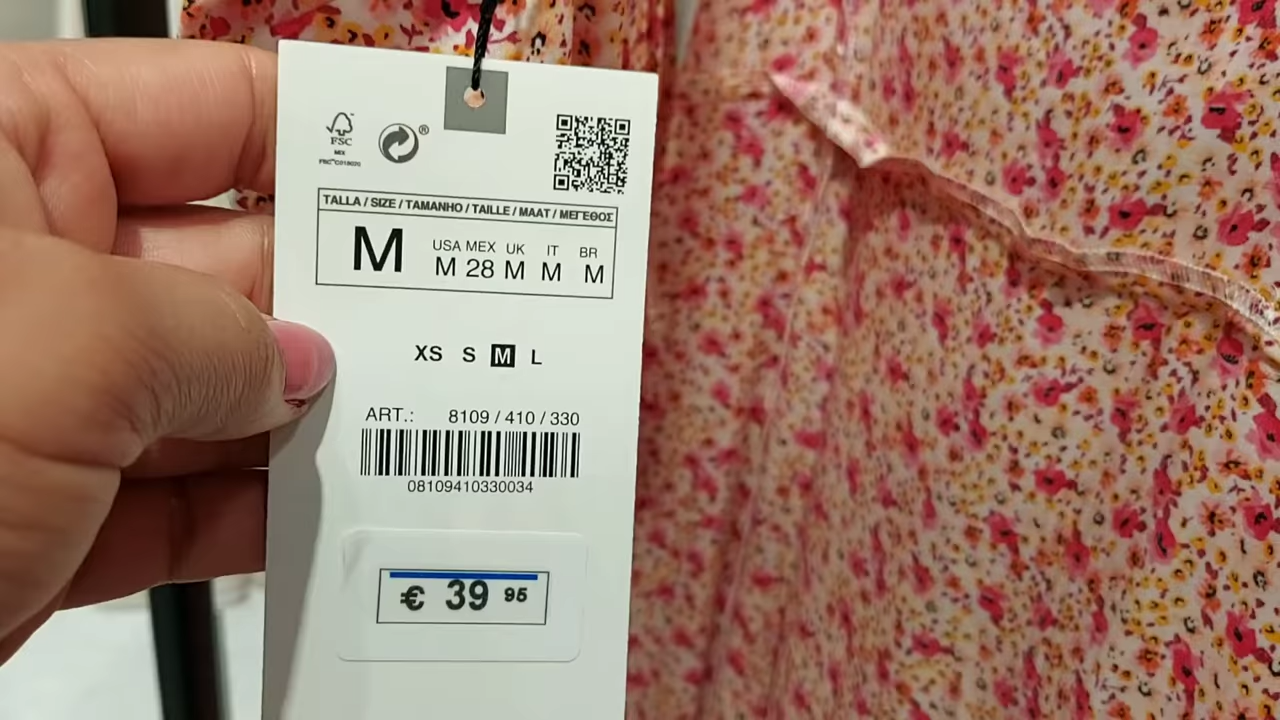 FSC
MIX
®
TALLA / SIZE / TAMANHO / TAILLE / MAAT / ΜΕΓΕΘΟΣ
M
USA MEX UK IT BR
M 28 M M M
XS S M L
ART.: 8109 / 410 / 330
08109410330034
€ 39 95